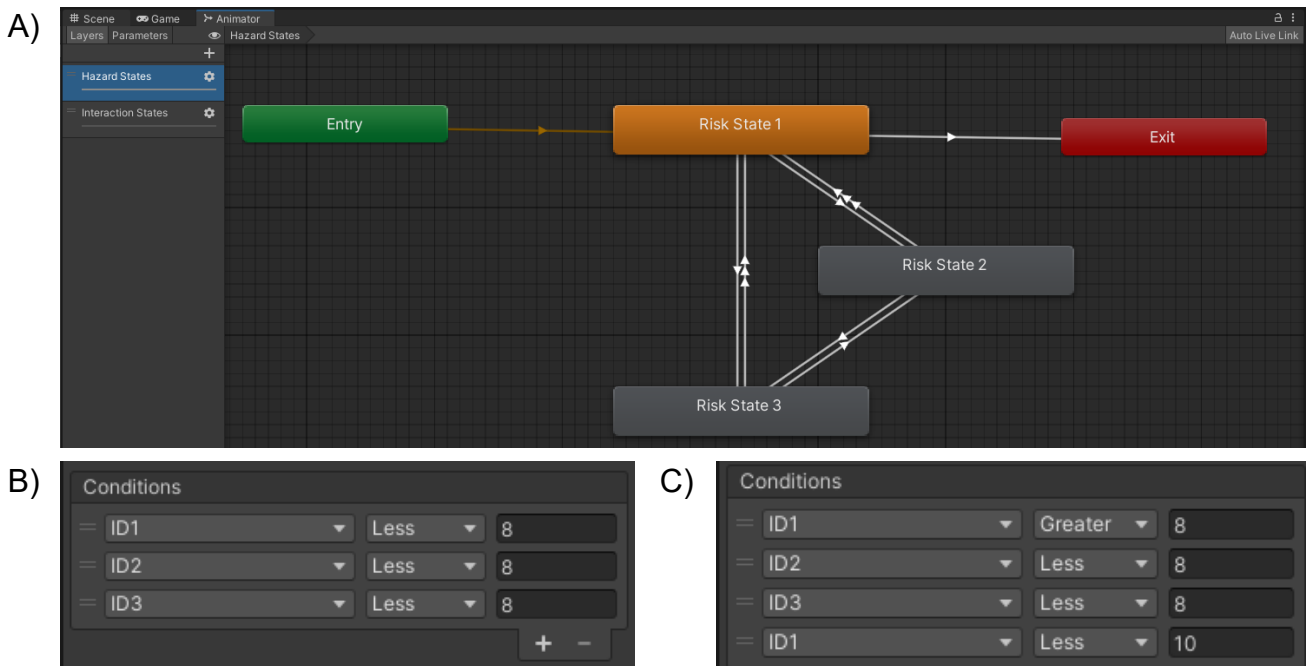 A)
Scene Game Animator
Layers Parameters Hazard States Auto Live Link
+
Hazard States
Interaction States
Entry
Risk State 1
Exit
Risk State 2
Risk State 3
B)
Conditions
ID1 Less 8
ID2 Less 8
ID3 Less 8
+ −
C)
Conditions
ID1 Greater 8
ID2 Less 8
ID3 Less 8
ID1 Less 10